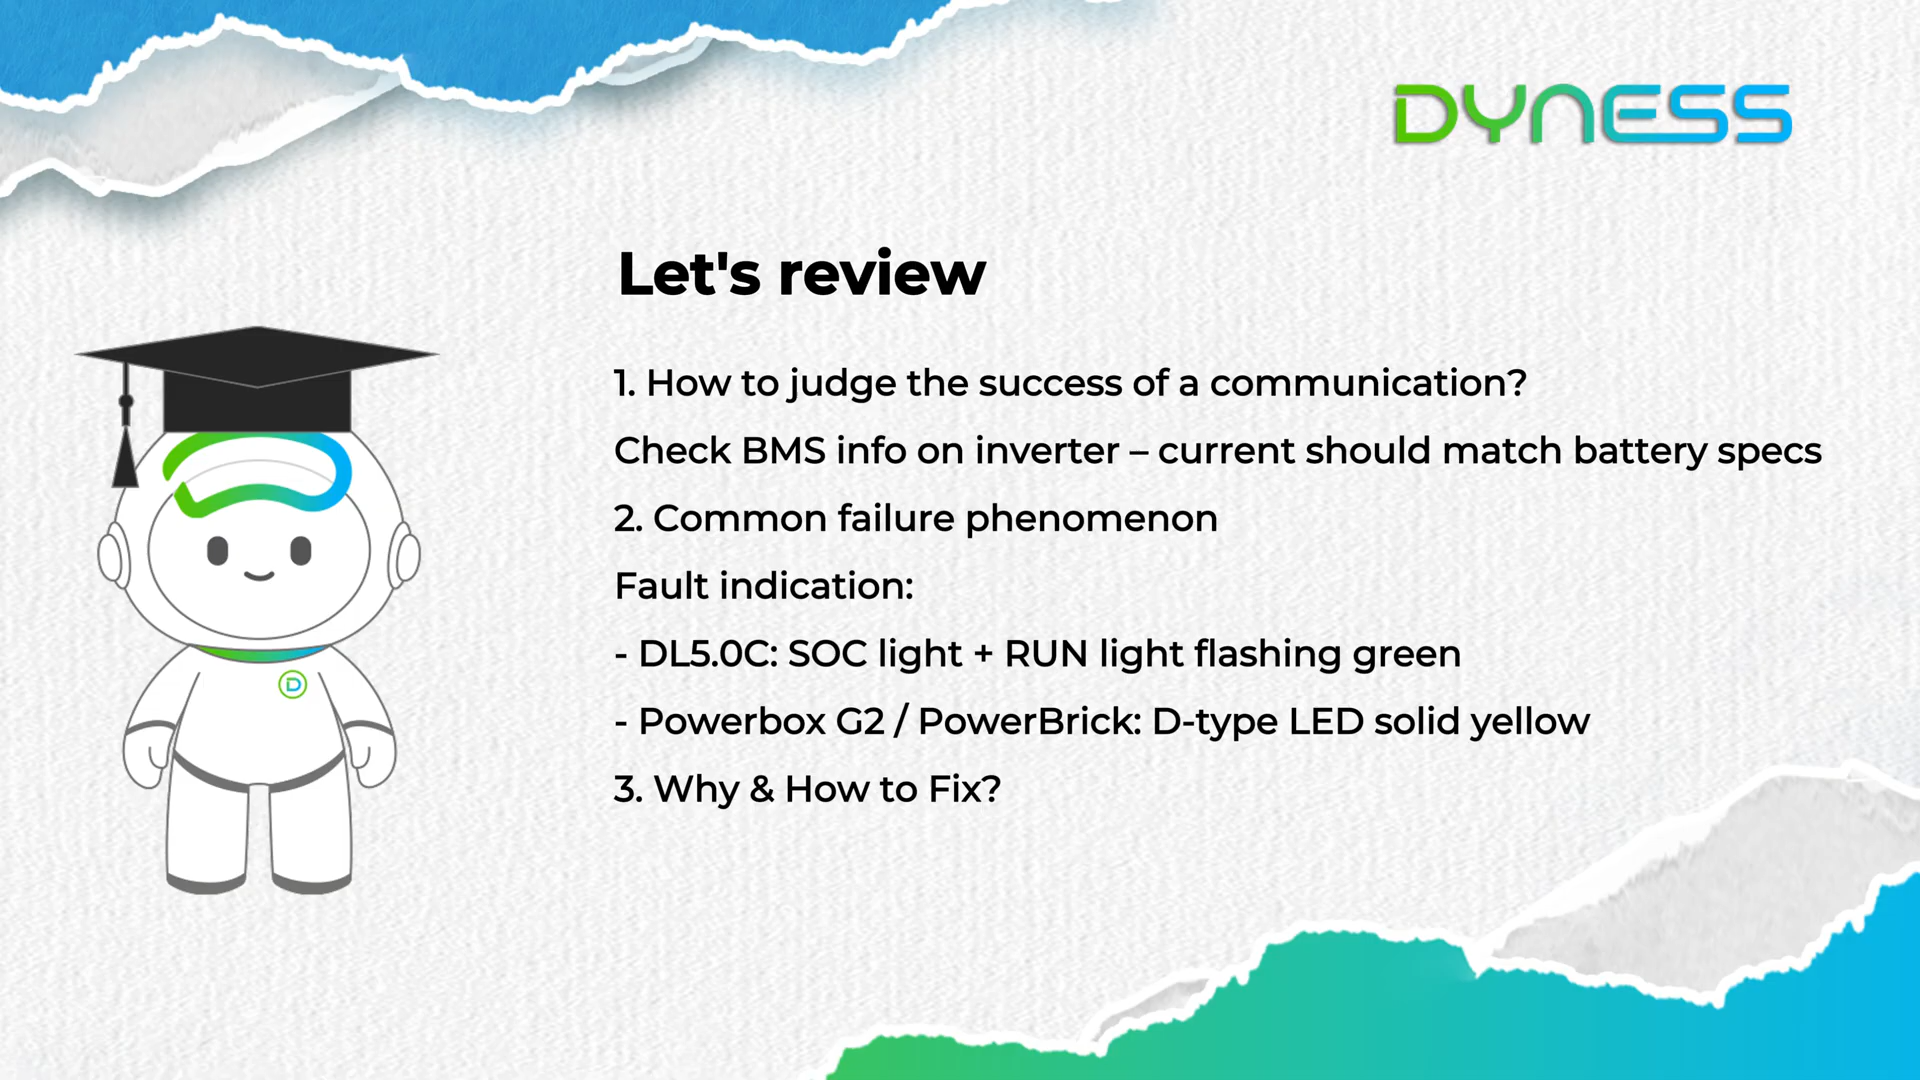 DYNESS
Let's review
1. How to judge the success of a communication?
Check BMS info on inverter – current should match battery specs
2. Common failure phenomenon
Fault indication:
- DL5.0C: SOC light + RUN light flashing green
- Powerbox G2 / PowerBrick: D-type LED solid yellow
3. Why & How to Fix?
D